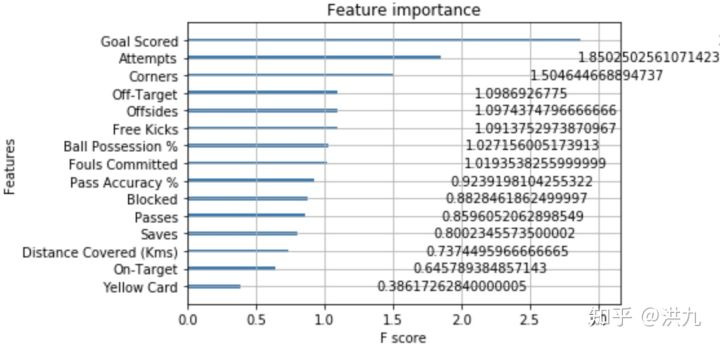 Feature importance
Goal Scored
Attempts 1.8502502561071423
Corners 1.504644668894737
Off-Target 1.0986926775
Offsides 1.0974374796666666
Free Kicks 1.0913752973870967
Ball Possession % 1.027156005173913
Fouls Committed 1.0193538255999999
Pass Accuracy % 0.9239198104255322
Blocked 0.8828461862499997
Passes 0.8596052062898549
Saves 0.8002345573500002
Distance Covered (Kms) 0.7374495966666665
On-Target 0.645789384857143
Yellow Card 0.38617262840000005
Features
0.0 0.5 1.0 1.5 2.0 2.5 3.0
F score
知乎 @洪九